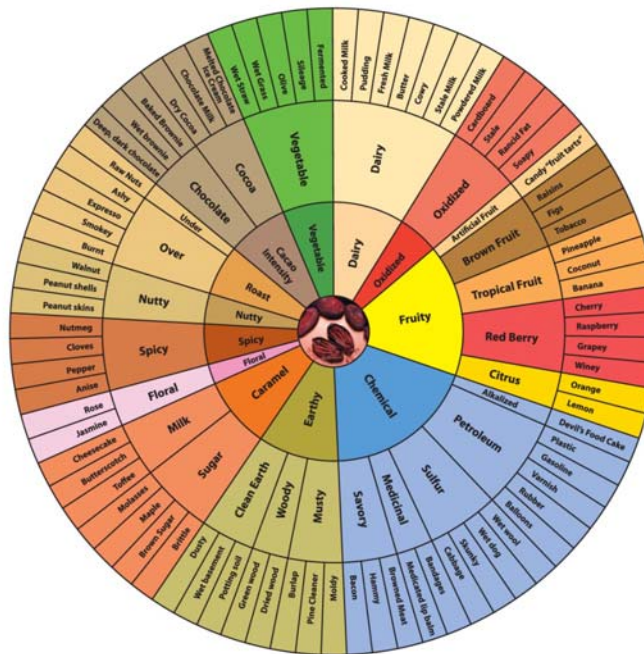 Dairy
Oxidized
Fruity
Chemical
Earthy
Caramel
Floral
Spicy
Nutty
Roast
Cacao
Intensity
Vegetable
Dairy
Oxidized
Artificial Fruit
Brown Fruit
Tropical Fruit
Red Berry
Citrus
Alkalized
Petroleum
Sulfur
Medicinal
Savory
Musty
Woody
Clean Earth
Sugar
Milk
Floral
Spicy
Nutty
Over
Under
Chocolate
Cocoa
Vegetable
Cooked Milk
Pudding
Fresh Milk
Butter
Cowy
Stale Milk
Powdered Milk
Cardboard
Stale
Rancid Fat
Soapy
Candy "fruit tarts"
Raisins
Figs
Tobacco
Pineapple
Coconut
Banana
Cherry
Raspberry
Grapey
Winey
Orange
Lemon
Devil's Food Cake
Plastic
Gasoline
Varnish
Rubber
Balloons
Wet wool
Wet dog
Skunky
Cabbage
Bandages
Medicated lip balm
Browned Meat
Hammy
Bacon
Moldy
Pine Cleaner
Burlap
Dried wood
Green wood
Potting soil
Wet basement
Dusty
Brittle
Brown Sugar
Maple
Molasses
Toffee
Butterscotch
Cheesecake
Jasmine
Rose
Anise
Pepper
Cloves
Nutmeg
Peanut skins
Peanut shells
Walnut
Burnt
Smokey
Expresso
Ashy
Raw Nuts
Deep, dark chocolate
Wet brownie
Baked Brownie
Dry Cocoa
Chocolate Milk
Melted Chocolate
Ice Cream
Wet Straw
Wet Grass
Olive
Sileage
Fermented